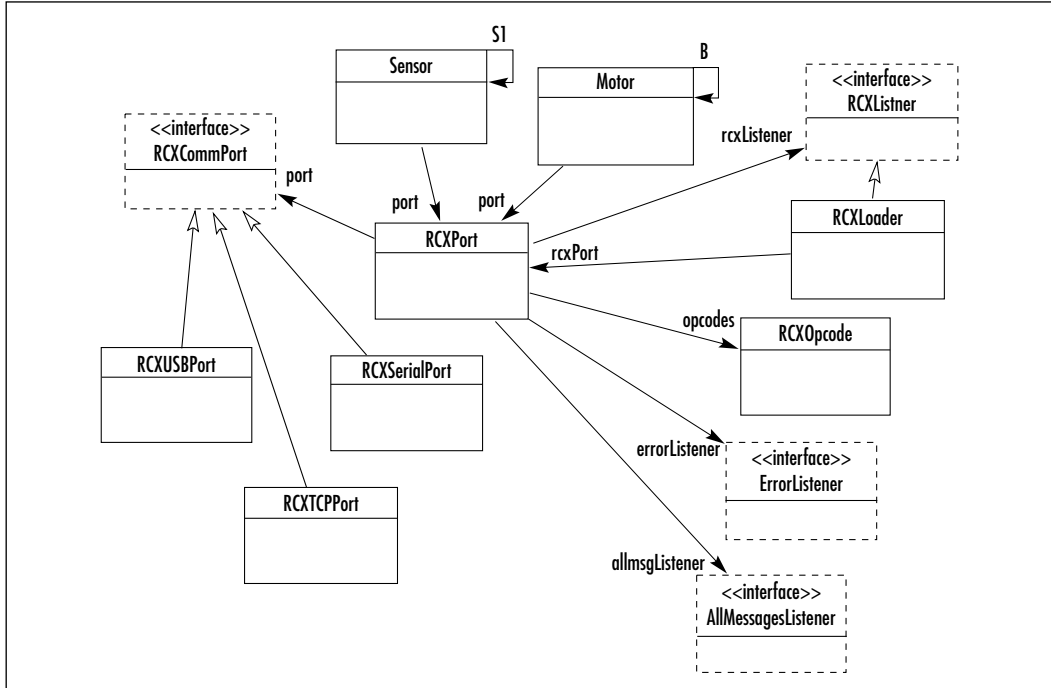 S1
Sensor
B
Motor
<<interface>>
RCXListner
<<interface>>
RCXCommPort
rcxListener
port
port
port
RCXPort
RCXLoader
rcxPort
opcodes
RCXOpcode
RCXUSBPort
RCXSerialPort
errorListener
<<interface>>
ErrorListener
RCXTCPPort
allmsgListener
<<interface>>
AllMessagesListener